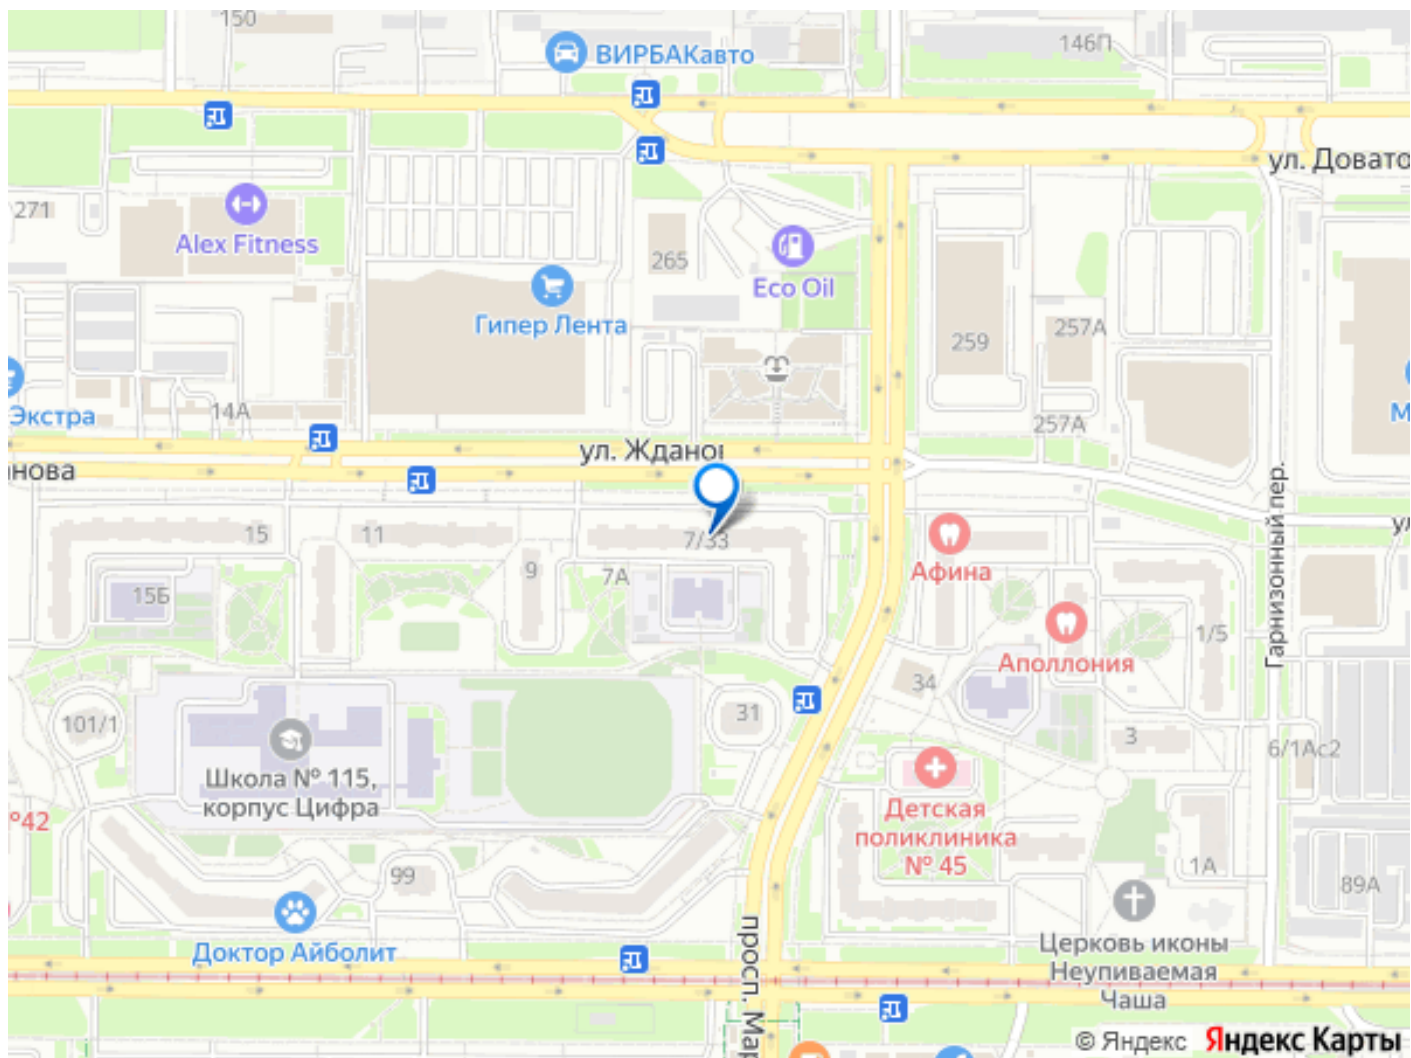 150
ВИРБАКавто
146П
ул. Довато
271
Alex Fitness
265
Eco Oil
Гипер Лента
259
257А
Экстра
14А
257А
М
ул. Жданов
нова
Гарнизонный пер.
ул
15
11
7/33
9
7А
15Б
Афина
Аполлония
1/5
34
31
3
101/1
6/1Ас2
Школа № 115,
корпус Цифра
№42
Детская
поликлиника
№ 45
99
1А
89А
Доктор Айболит
просп. Мар
Церковь иконы
Неупиваемая
Чаша
© Яндекс Яндекс Карты